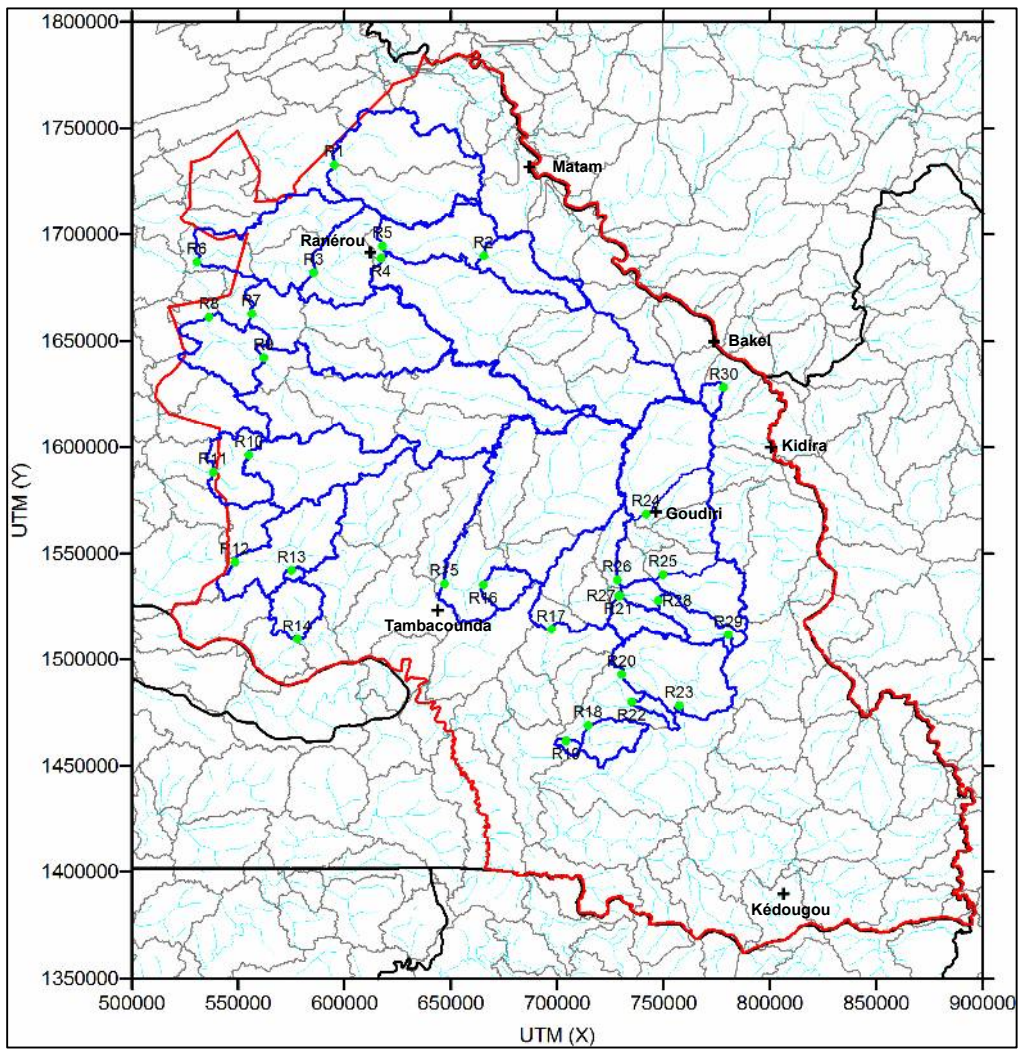 1800000
1750000
R1
Matam
1700000
R5
Ranérou
R2
R6
R3
R4
R8
R7
1650000
Bakel
R9
R30
1600000
Kidira
R10
R11
R24
Goudiri
1550000
R12
R13
R26
R25
R15
R16
R27
R28
R21
Tambacounda
R17
R29
R14
1500000
R20
R23
R18
R22
R19
1450000
1400000
Kédougou
1350000
500000 550000 600000 650000 700000 750000 800000 850000 900000
UTM (X)
UTM (Y)